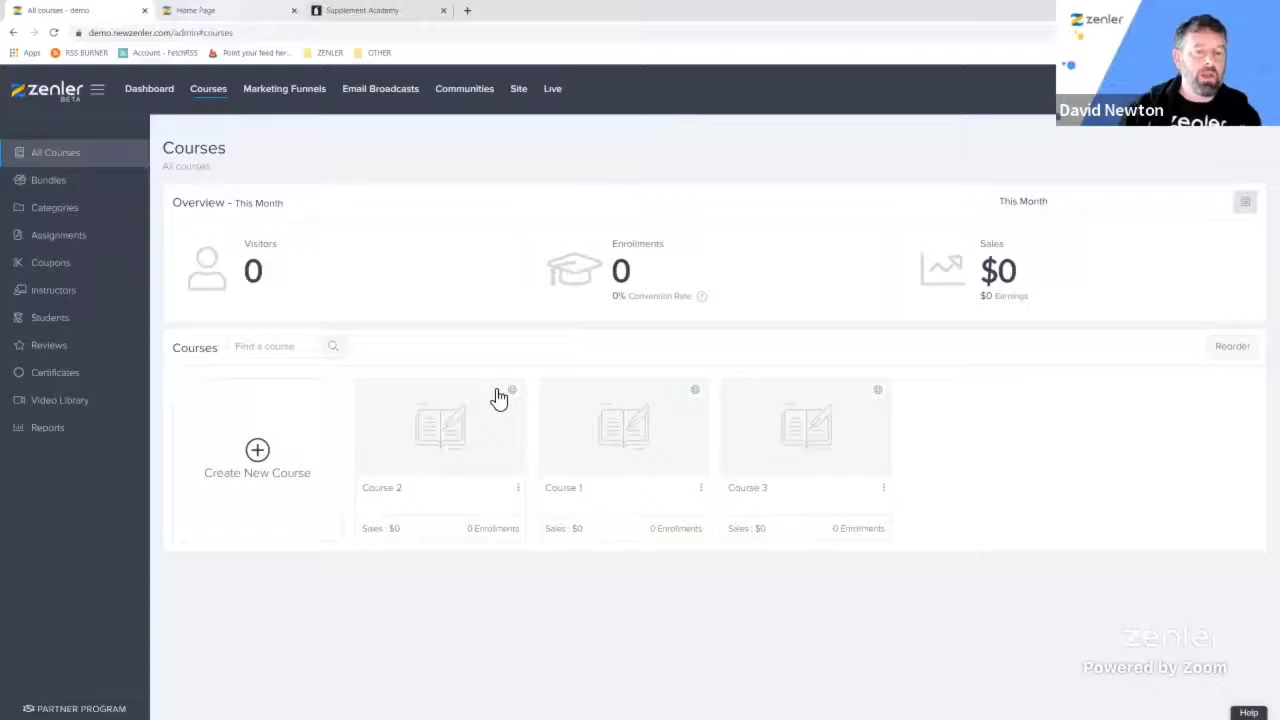 All courses - demo
Home Page
Supplement Academy
demo.newzenler.com/admin#courses
Apps
RSS BURNER
Account - FetchRSS
Point your feed her...
ZENLER
OTHER
zenler
BETA
Dashboard
Courses
Marketing Funnels
Email Broadcasts
Communities
Site
Live
zenler
David Newton
zenler
All Courses
Bundles
Categories
Assignments
Coupons
Instructors
Students
Reviews
Certificates
Video Library
Reports
PARTNER PROGRAM
Courses
All courses
Overview - This Month
This Month
Visitors
0
Enrollments
0
0% Conversion Rate ?
Sales
$0
$0 Earnings
Courses
Find a course
Reorder
Create New Course
Course 2
Sales : $0
0 Enrollments
Course 1
Sales : $0
0 Enrollments
Course 3
Sales : $0
0 Enrollments
zenler
Powered by Zoom
Help